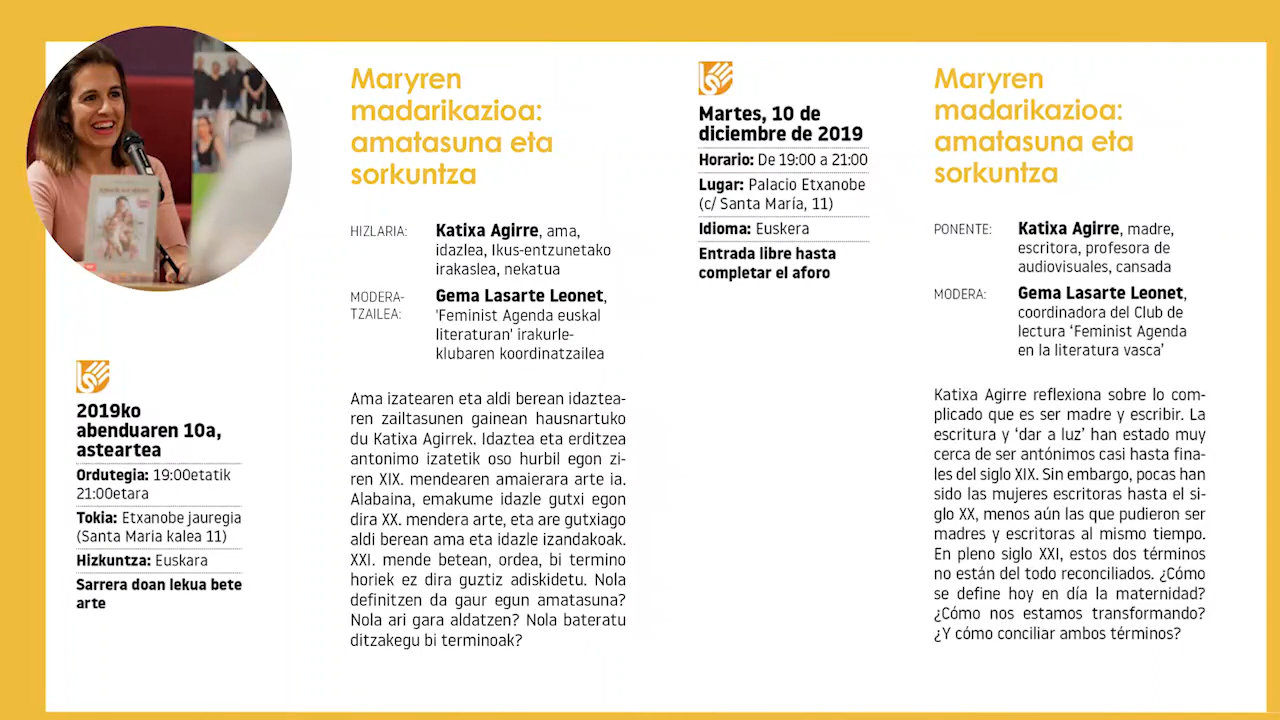 2019ko
abenduaren 10a,
asteartea
Ordutegia: 19:00etatik
21:00etara
Tokia: Etxanobe jauregia
(Santa Maria kalea 11)
Hizkuntza: Euskara
Sarrera doan lekua bete
arte
Maryren
madarikazioa:
amatasuna eta
sorkuntza
HIZLARIA: Katixa Agirre, ama,
idazlea, Ikus-entzunetako
irakaslea, nekatua
MODERA-
TZAILEA:
Gema Lasarte Leonet,
'Feminist Agenda euskal
literaturan' irakurle-
klubaren koordinatzailea
Ama izatearen eta aldi berean idaztea-
ren zailtasunen gainean hausnartuko
du Katixa Agirrek. Idaztea eta erditzea
antonimo izatetik oso hurbil egon zi-
ren XIX. mendearen amaierara arte ia.
Alabaina, emakume idazle gutxi egon
dira XX. mendera arte, eta are gutxiago
aldi berean ama eta idazle izandakoak.
XXI. mende betean, ordea, bi termino
horiek ez dira guztiz adiskidetu. Nola
definitzen da gaur egun amatasuna?
Nola ari gara aldatzen? Nola bateratu
ditzakegu bi terminoak?
Martes, 10 de
diciembre de 2019
Horario: De 19:00 a 21:00
Lugar: Palacio Etxanobe
(c/ Santa María, 11)
Idioma: Euskera
Entrada libre hasta
completar el aforo
Maryren
madarikazioa:
amatasuna eta
sorkuntza
PONENTE: Katixa Agirre, madre,
escritora, profesora de
audiovisuales, cansada
MODERA: Gema Lasarte Leonet,
coordinadora del Club de
lectura ‘Feminist Agenda
en la literatura vasca’
Katixa Agirre reflexiona sobre lo com-
plicado que es ser madre y escribir. La
escritura y ‘dar a luz’ han estado muy
cerca de ser antónimos casi hasta fina-
les del siglo XIX. Sin embargo, pocas han
sido las mujeres escritoras hasta el si-
glo XX, menos aún las que pudieron ser
madres y escritoras al mismo tiempo.
En pleno siglo XXI, estos dos términos
no están del todo reconciliados. ¿Cómo
se define hoy en día la maternidad?
¿Cómo nos estamos transformando?
¿Y cómo conciliar ambos términos?